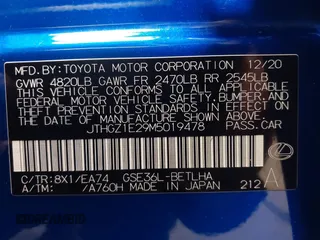 MFD. BY: TOYOTA MOTOR CORPORATION 12/20
GVWR 4820LB GAWR FR 2470LB RR 2545LB
THIS VEHICLE CONFORMS TO ALL APPLICABLE
FEDERAL MOTOR VEHICLE SAFETY, BUMPER, AND
THEFT PREVENTION STANDARDS IN EFFECT ON
THE DATE OF MANUFACTURE SHOWN ABOVE.
JTHGZ1E29M5019478 PASS.CAR
C/TR:8X1/EA74 GSE36L-BETLHA
A/TM: /A760H MADE IN JAPAN 212 A